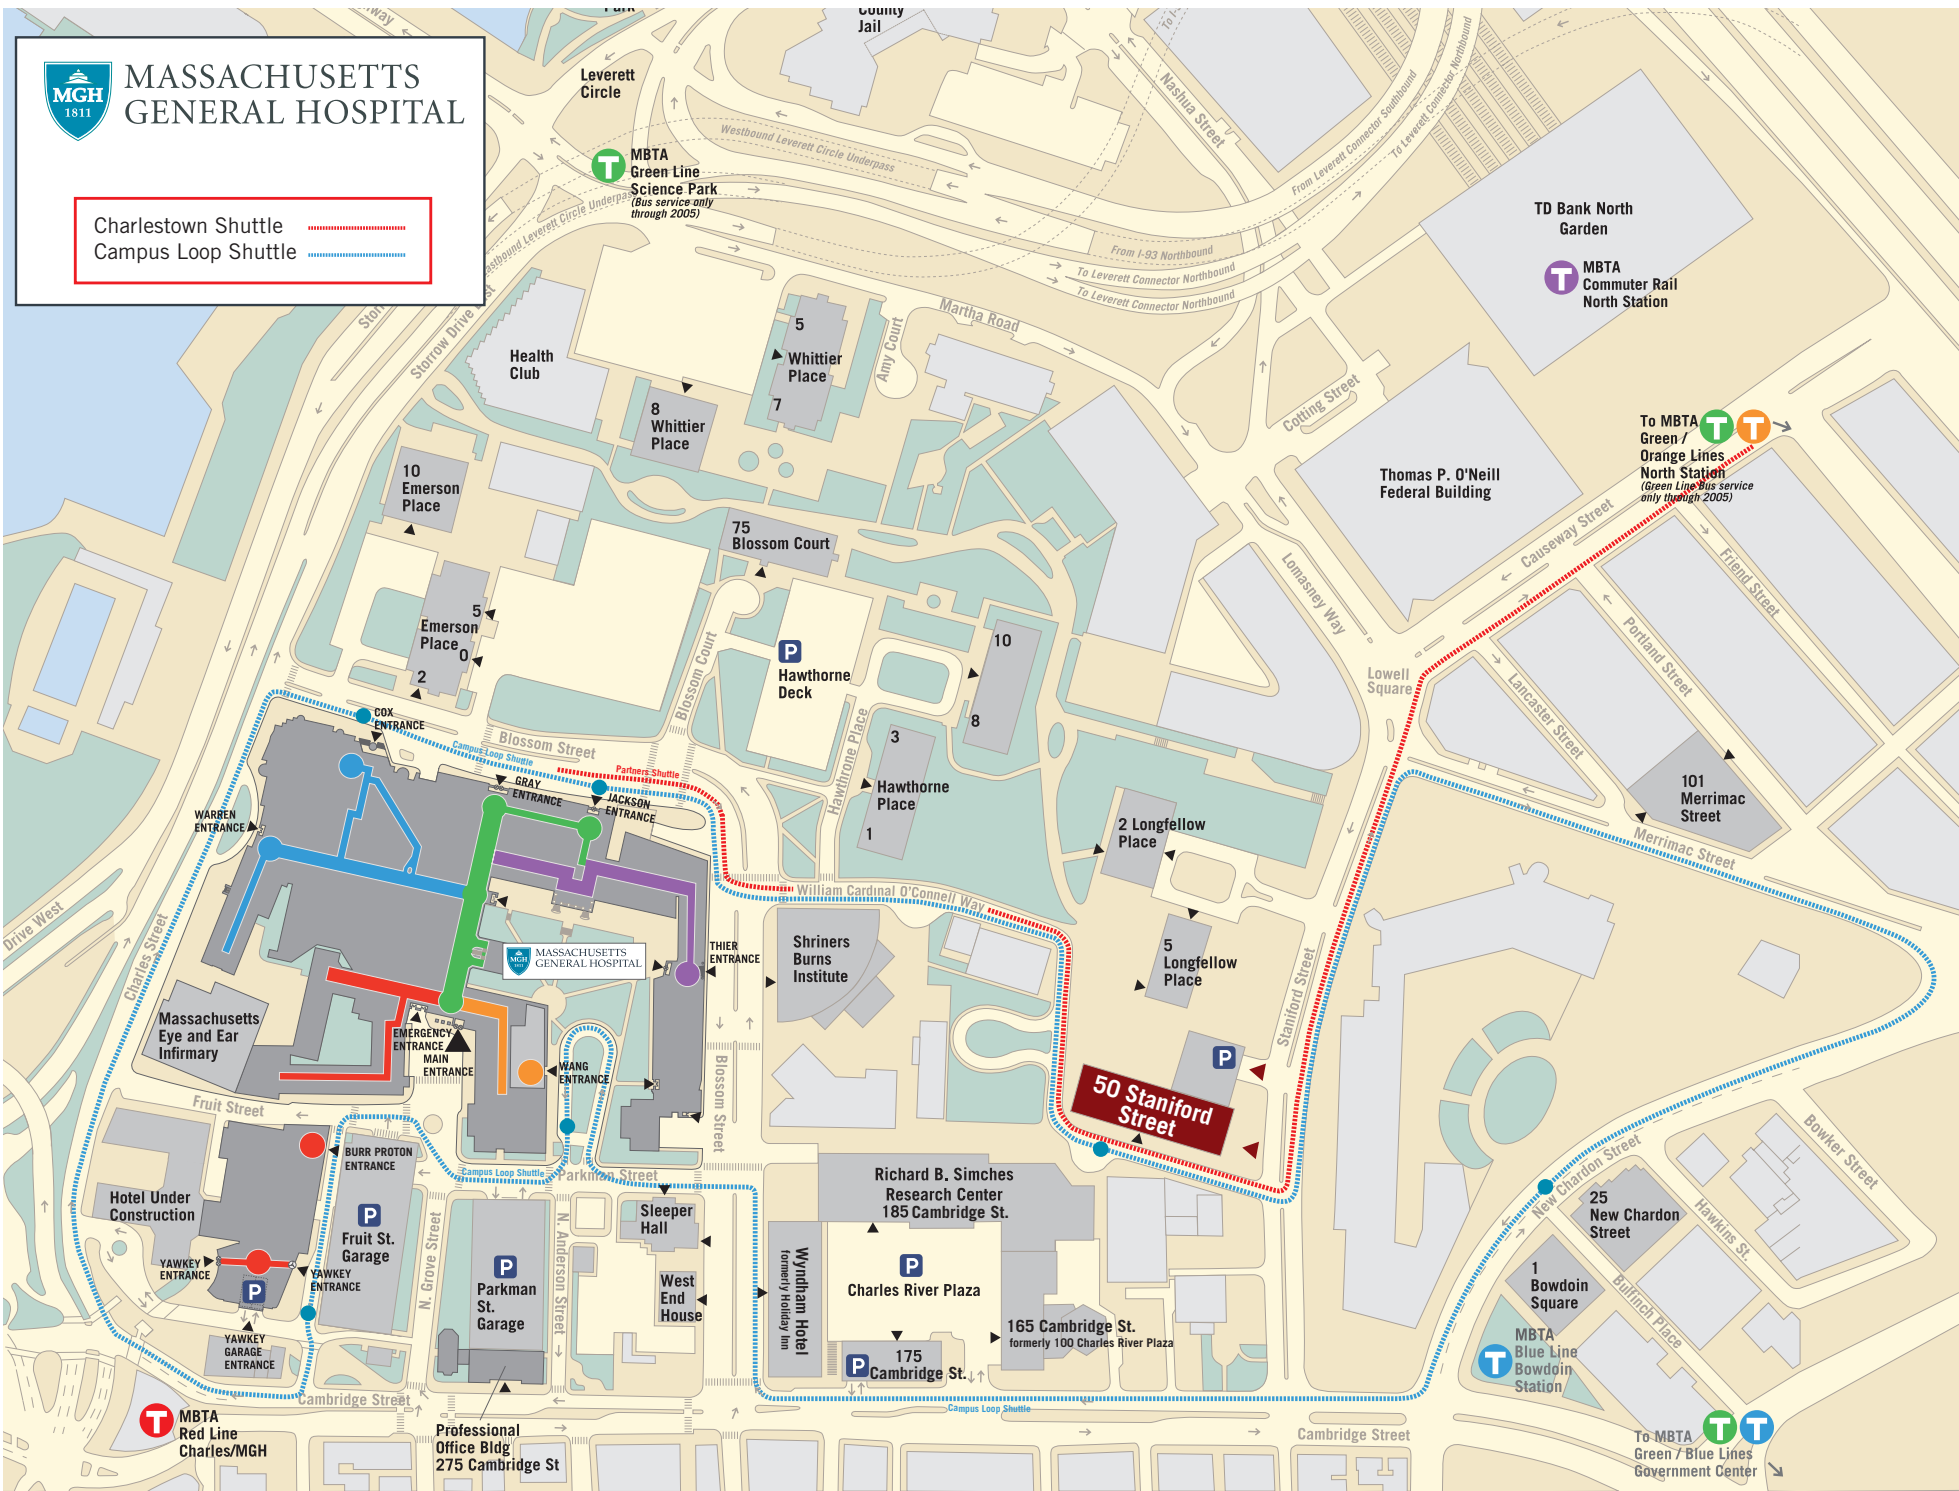 MASSACHUSETTS
GENERAL HOSPITAL
MGH
1811
Charlestown Shuttle
Campus Loop Shuttle
Park
County
Jail
Leverett
Circle
Nashua Street
MBTA
Green Line
Science Park
(Bus service only
through 2005)
Westbound Leverett Circle Underpass
Eastbound Leverett Circle Underpass
From Leverett Connector Southbound
To Leverett Connector Northbound
From I-93 Northbound
To Leverett Connector Northbound
To Leverett Connector Northbound
TD Bank North
Garden
MBTA
Commuter Rail
North Station
Storrow Drive East
Martha Road
Amy Court
Health
Club
5
Whittier
Place
7
8
Whittier
Place
Cotting Street
To MBTA
Green /
Orange Lines
North Station
(Green Line Bus service
only through 2005)
Thomas P. O'Neill
Federal Building
10
Emerson
Place
75
Blossom Court
Causeway Street
Friend Street
Lomasney Way
Portland Street
Lancaster Street
5
Emerson
Place
0
2
Blossom Court
P
Hawthorne
Deck
10
8
Lowell
Square
COX
ENTRANCE
Blossom Street
Campus Loop Shuttle
Partners Shuttle
Hawthrone Place
3
Hawthorne
Place
1
GRAY
ENTRANCE
JACKSON
ENTRANCE
WARREN
ENTRANCE
101
Merrimac
Street
Merrimac Street
2 Longfellow
Place
William Cardinal O'Connell Way
Drive West
Charles Street
MGH
1811
MASSACHUSETTS
GENERAL HOSPITAL
THIER
ENTRANCE
Shriners
Burns
Institute
5
Longfellow
Place
Staniford Street
Massachusetts
Eye and Ear
Infirmary
EMERGENCY
ENTRANCE
MAIN
ENTRANCE
WANG
ENTRANCE
P
50 Staniford
Street
Blossom Street
Fruit Street
BURR PROTON
ENTRANCE
Campus Loop Shuttle
Parkman Street
Richard B. Simches
Research Center
185 Cambridge St.
New Chardon Street
Bowker Street
Hawkins St.
Hotel Under
Construction
P
Fruit St.
Garage
Sleeper
Hall
25
New Chardon
Street
N. Grove Street
N. Anderson Street
YAWKEY
ENTRANCE
YAWKEY
ENTRANCE
P
P
Parkman
St.
Garage
West
End
House
Wyndham Hotel
formerly Holiday Inn
P
Charles River Plaza
1
Bowdoin
Square
Bulfinch Place
YAWKEY
GARAGE
ENTRANCE
165 Cambridge St.
formerly 100 Charles River Plaza
P
175
Cambridge St.
MBTA
Blue Line
Bowdoin
Station
Cambridge Street
Campus Loop Shuttle
MBTA
Red Line
Charles/MGH
Professional
Office Bldg
275 Cambridge St
Cambridge Street
To MBTA
Green / Blue Lines
Government Center